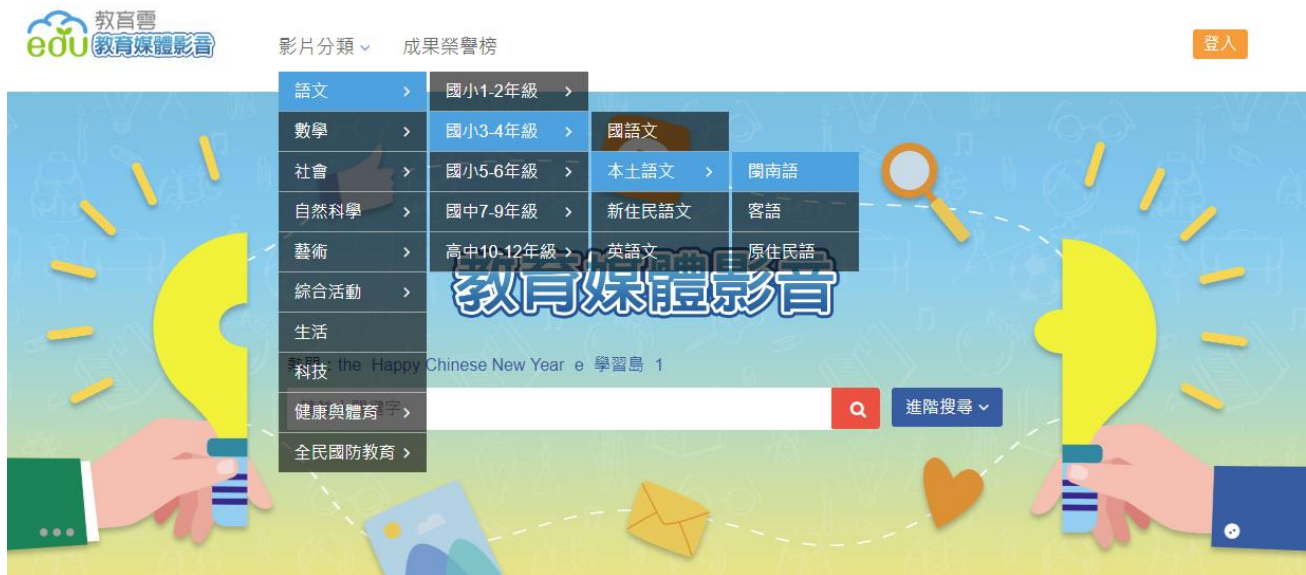 教育雲
edu 教育媒體影音
影片分類 成果榮譽榜
登入
語文 國小1-2年級
數學 國小3-4年級 國語文
社會 國小5-6年級 本土語文 閩南語
自然科學 國中7-9年級 新住民語文 客語
藝術 高中10-12年級 英語文 原住民語
綜合活動
教育媒體影音
生活
the Happy Chinese New Year e 學習島 1
科技
健康與體育
進階搜尋
全民國防教育